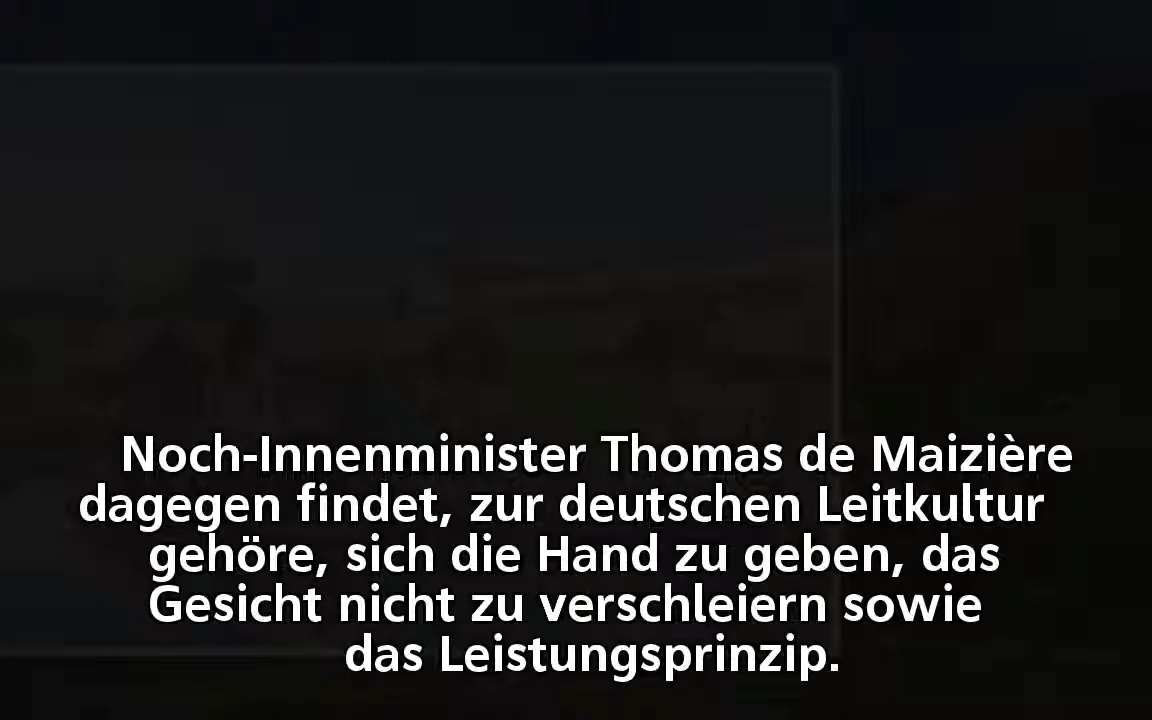 Noch-Innenminister Thomas de Maizière
dagegen findet, zur deutschen Leitkultur
gehöre, sich die Hand zu geben, das
Gesicht nicht zu verschleiern sowie
das Leistungsprinzip.